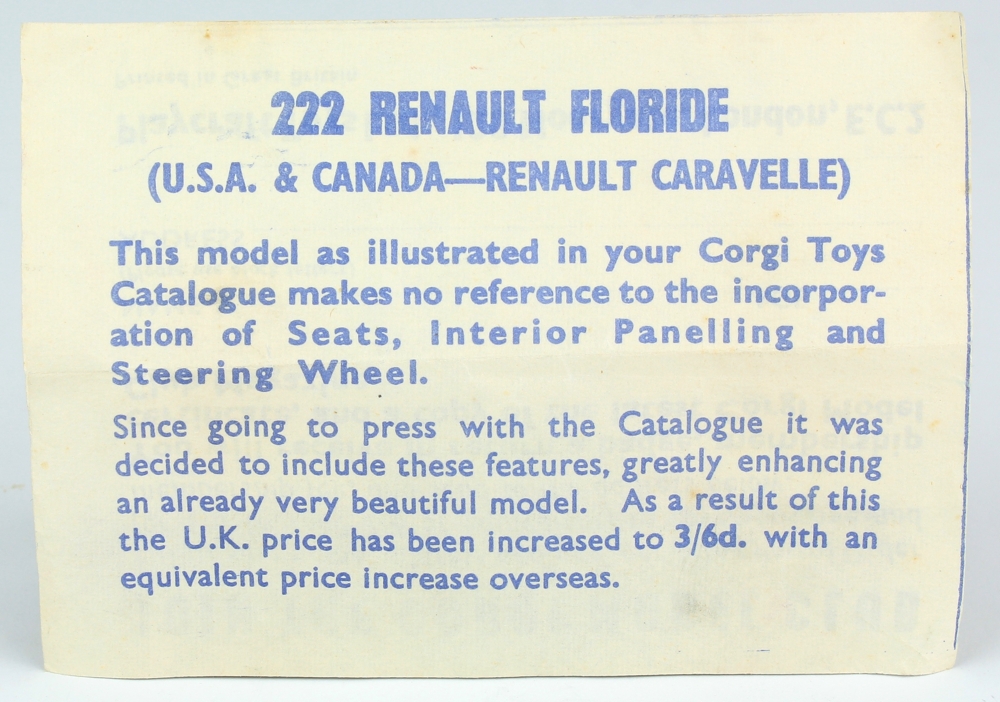 222 RENAULT FLORIDE
(U.S.A. & CANADA—RENAULT CARAVELLE)
This model as illustrated in your Corgi Toys
Catalogue makes no reference to the incorpor-
ation of Seats, Interior Panelling and
Steering Wheel.
Since going to press with the Catalogue it was
decided to include these features, greatly enhancing
an already very beautiful model. As a result of this
the U.K. price has been increased to 3/6d. with an
equivalent price increase overseas.